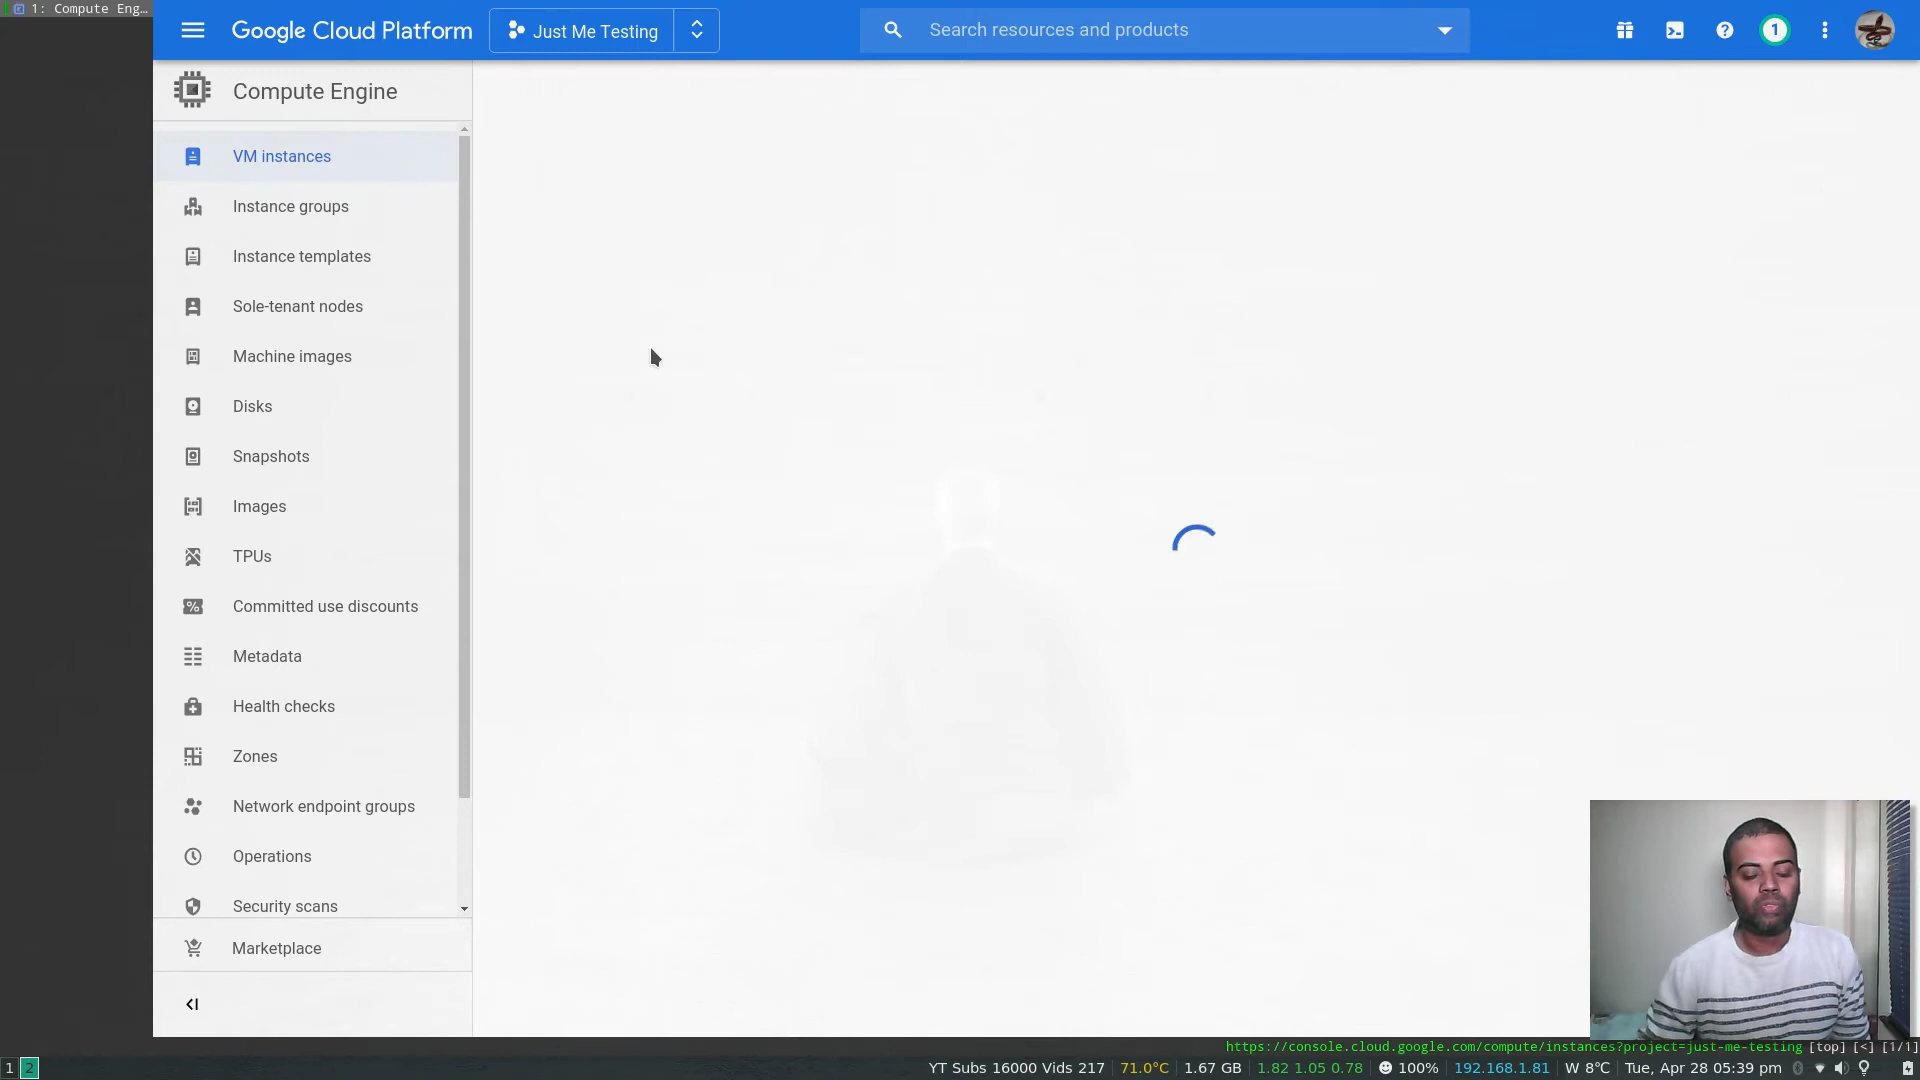 1: Compute Eng…
Google Cloud Platform
Just Me Testing
Search resources and products
1
Compute Engine
VM instances
Instance groups
Instance templates
Sole-tenant nodes
Machine images
Disks
Snapshots
Images
TPUs
Committed use discounts
Metadata
Health checks
Zones
Network endpoint groups
Operations
Security scans
Marketplace
https://console.cloud.google.com/compute/instances?project=just-me-testing [top] [<] [1/1]
1 2 YT Subs 16000 Vids 217 71.0°C 1.67 GB 1.82 1.05 0.78 100% 192.168.1.81 W 8°C Tue, Apr 28 05:39 pm